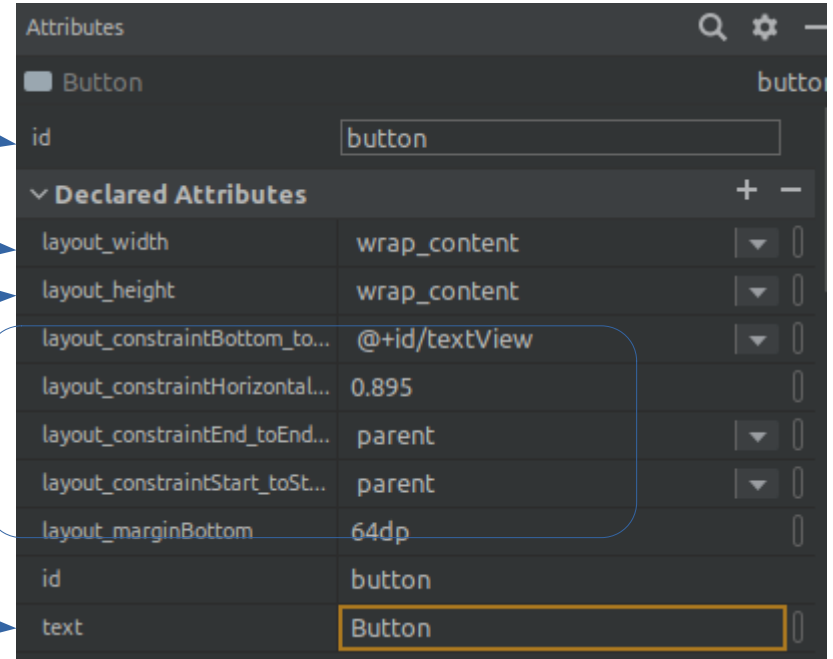 Attributes
Button button
id button
Declared Attributes
layout_width wrap_content
layout_height wrap_content
layout_constraintBottom_to... @+id/textView
layout_constraintHorizontal... 0.895
layout_constraintEnd_toEnd... parent
layout_constraintStart_toSt... parent
layout_marginBottom 64dp
id button
text Button